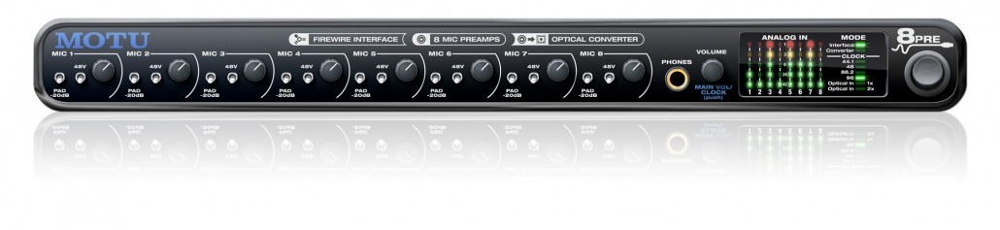 MOTU
FIREWIRE INTERFACE
8 MIC PREAMPS
OPTICAL CONVERTER
MIC 1
48V
PAD
-20dB
MIC 2
48V
PAD
-20dB
MIC 3
48V
PAD
-20dB
MIC 4
48V
PAD
-20dB
MIC 5
48V
PAD
-20dB
MIC 6
48V
PAD
-20dB
MIC 7
48V
PAD
-20dB
MIC 8
48V
PAD
-20dB
PHONES
VOLUME
MAIN VOL/
CLOCK
(push)
ANALOG IN
1 2 3 4 5 6 7 8
MODE
Interface
Converter
CLOCK
44.1
48
88.2
96
Optical in 1x
Optical in 2x
8PRE